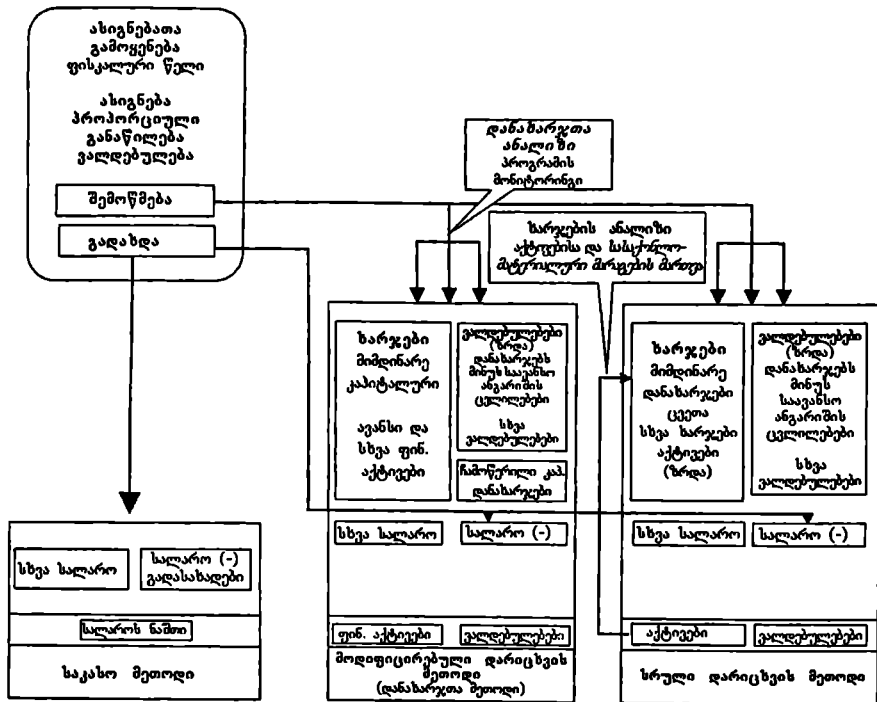 ასიგნებათა
გამოყენება
ფისკალური წელი
ასიგნება
პროპორციული
განაწილება
ვალდებულება
შემოწმება
გადახდა
დანახარჯთა
ანალიზი
პროგრამის
მონიტორინგი
ხარჯების ანალიზი
აქტივებისა და სასაქონლო-
მატერიალური მარაგების მართვა
ხარჯები
მიმდინარე
კაპიტალური
ავანსი და
სხვა ფინ.
აქტივები
ვალდებულებები
(ზრდა)
დანახარჯებს
მინუს საავანსო
ანგარიშის
ცვლილებები
სხვა
ვალდებულებები
ჩამოწერილი კაპ.
დანახარჯები
სხვა სალარო
სალარო (-)
ფინ. აქტივები
ვალდებულებები
მოდიფიცირებული დარიცხვის
მეთოდი
(დანახარჯთა მეთოდი)
ხარჯები
მიმდინარე
დანახარჯები
ცვეთა
სხვა ხარჯები
აქტივები
(ზრდა)
ვალდებულებები
(ზრდა)
დანახარჯებს
მინუს
საავანსო
ანგარიშის
ცვლილებები
სხვა
ვალდებულებები
სხვა სალარო
სალარო (-)
აქტივები
ვალდებულებები
სრული დარიცხვის მეთოდი
სხვა სალარო
სალარო (-)
გადასახადები
სალაროს ნაშთი
საკასო მეთოდი